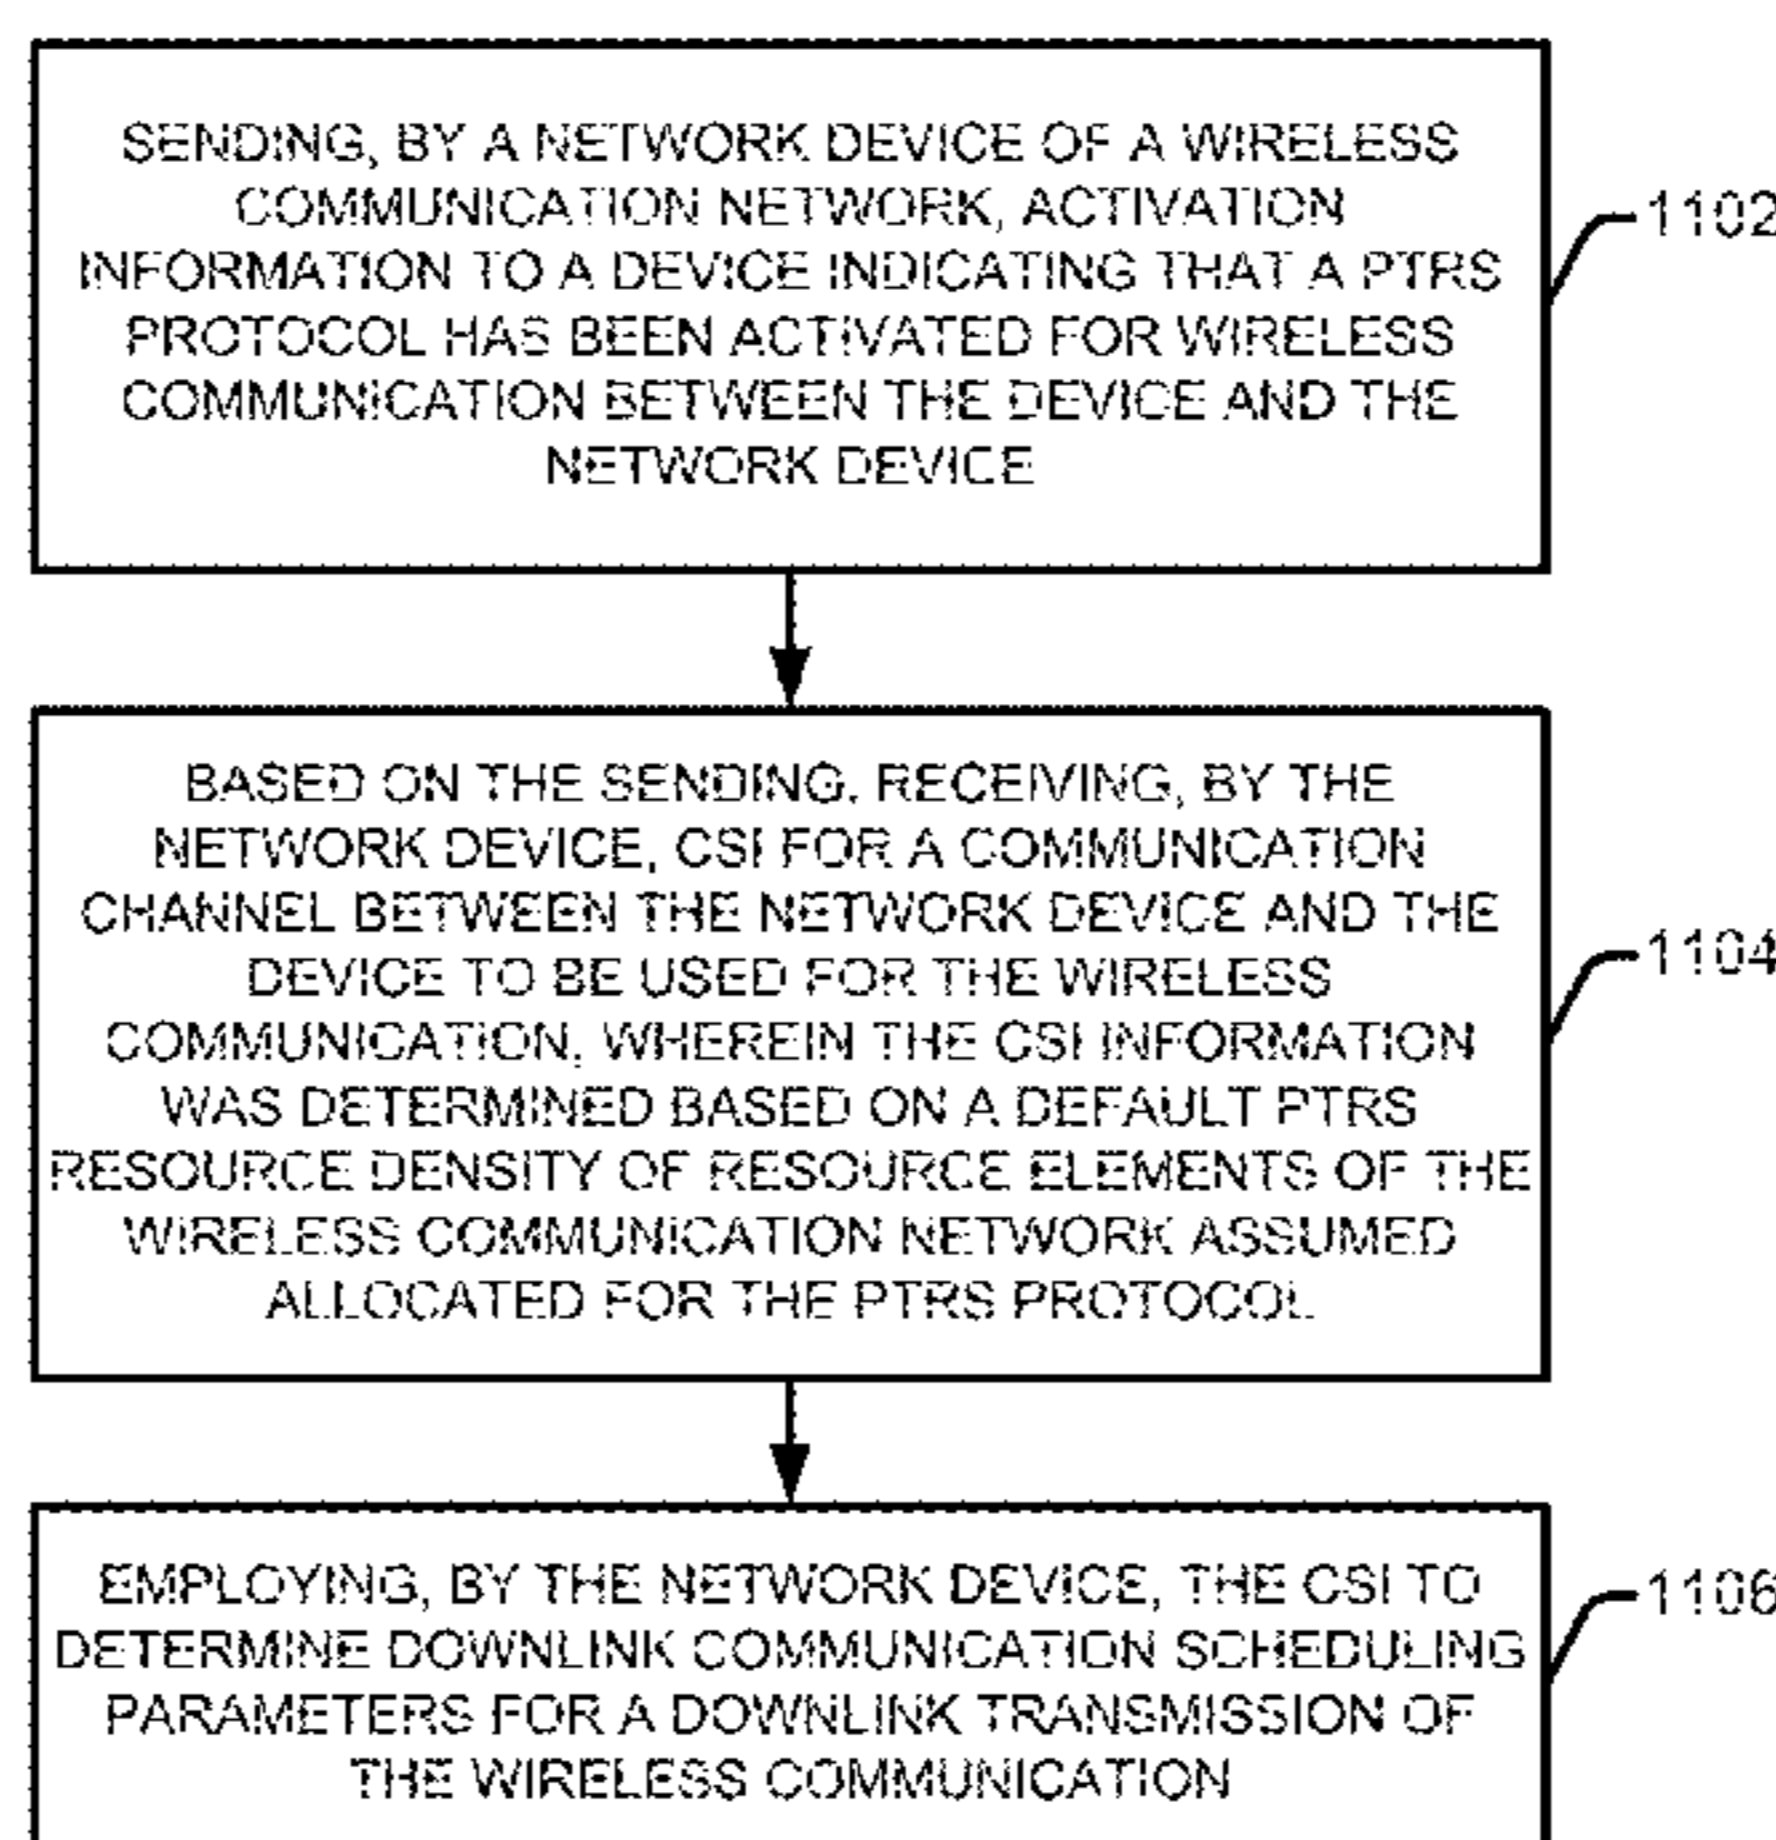 SENDING, BY A NETWORK DEVICE OF A WIRELESS
COMMUNICATION NETWORK, ACTIVATION
INFORMATION TO A DEVICE INDICATING THAT A PTRS
PROTOCOL HAS BEEN ACTIVATED FOR WIRELESS
COMMUNICATION BETWEEN THE DEVICE AND THE
NETWORK DEVICE
1102
BASED ON THE SENDING, RECEIVING, BY THE
NETWORK DEVICE, CSI FOR A COMMUNICATION
CHANNEL BETWEEN THE NETWORK DEVICE AND THE
DEVICE TO BE USED FOR THE WIRELESS
COMMUNICATION, WHEREIN THE CSI INFORMATION
WAS DETERMINED BASED ON A DEFAULT PTRS
RESOURCE DENSITY OF RESOURCE ELEMENTS OF THE
WIRELESS COMMUNICATION NETWORK ASSUMED
ALLOCATED FOR THE PTRS PROTOCOL
1104
EMPLOYING, BY THE NETWORK DEVICE, THE CSI TO
DETERMINE DOWNLINK COMMUNICATION SCHEDULING
PARAMETERS FOR A DOWNLINK TRANSMISSION OF
THE WIRELESS COMMUNICATION
1106